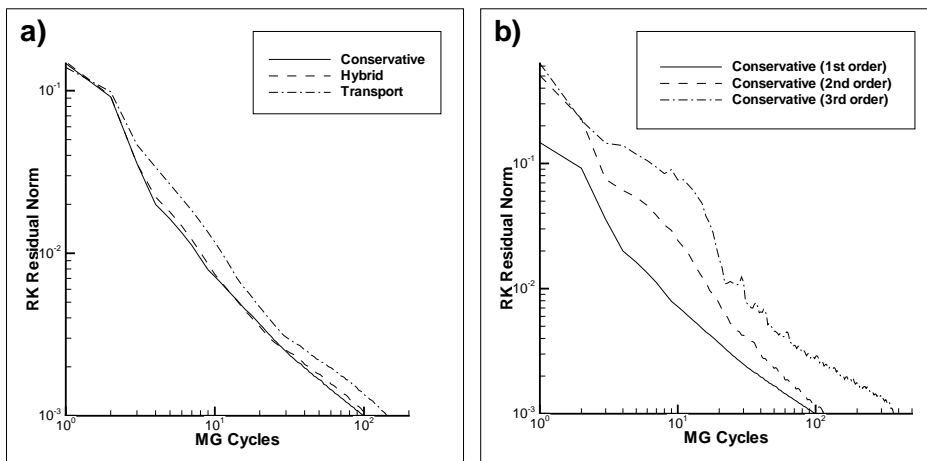 a)
Conservative
Hybrid
Transport
10⁻¹
10⁻²
10⁻³
RK Residual Norm
10⁰
10¹
10²
MG Cycles
b)
Conservative (1st order)
Conservative (2nd order)
Conservative (3rd order)
10⁻¹
10⁻²
10⁻³
RK Residual Norm
10⁰
10¹
10²
MG Cycles